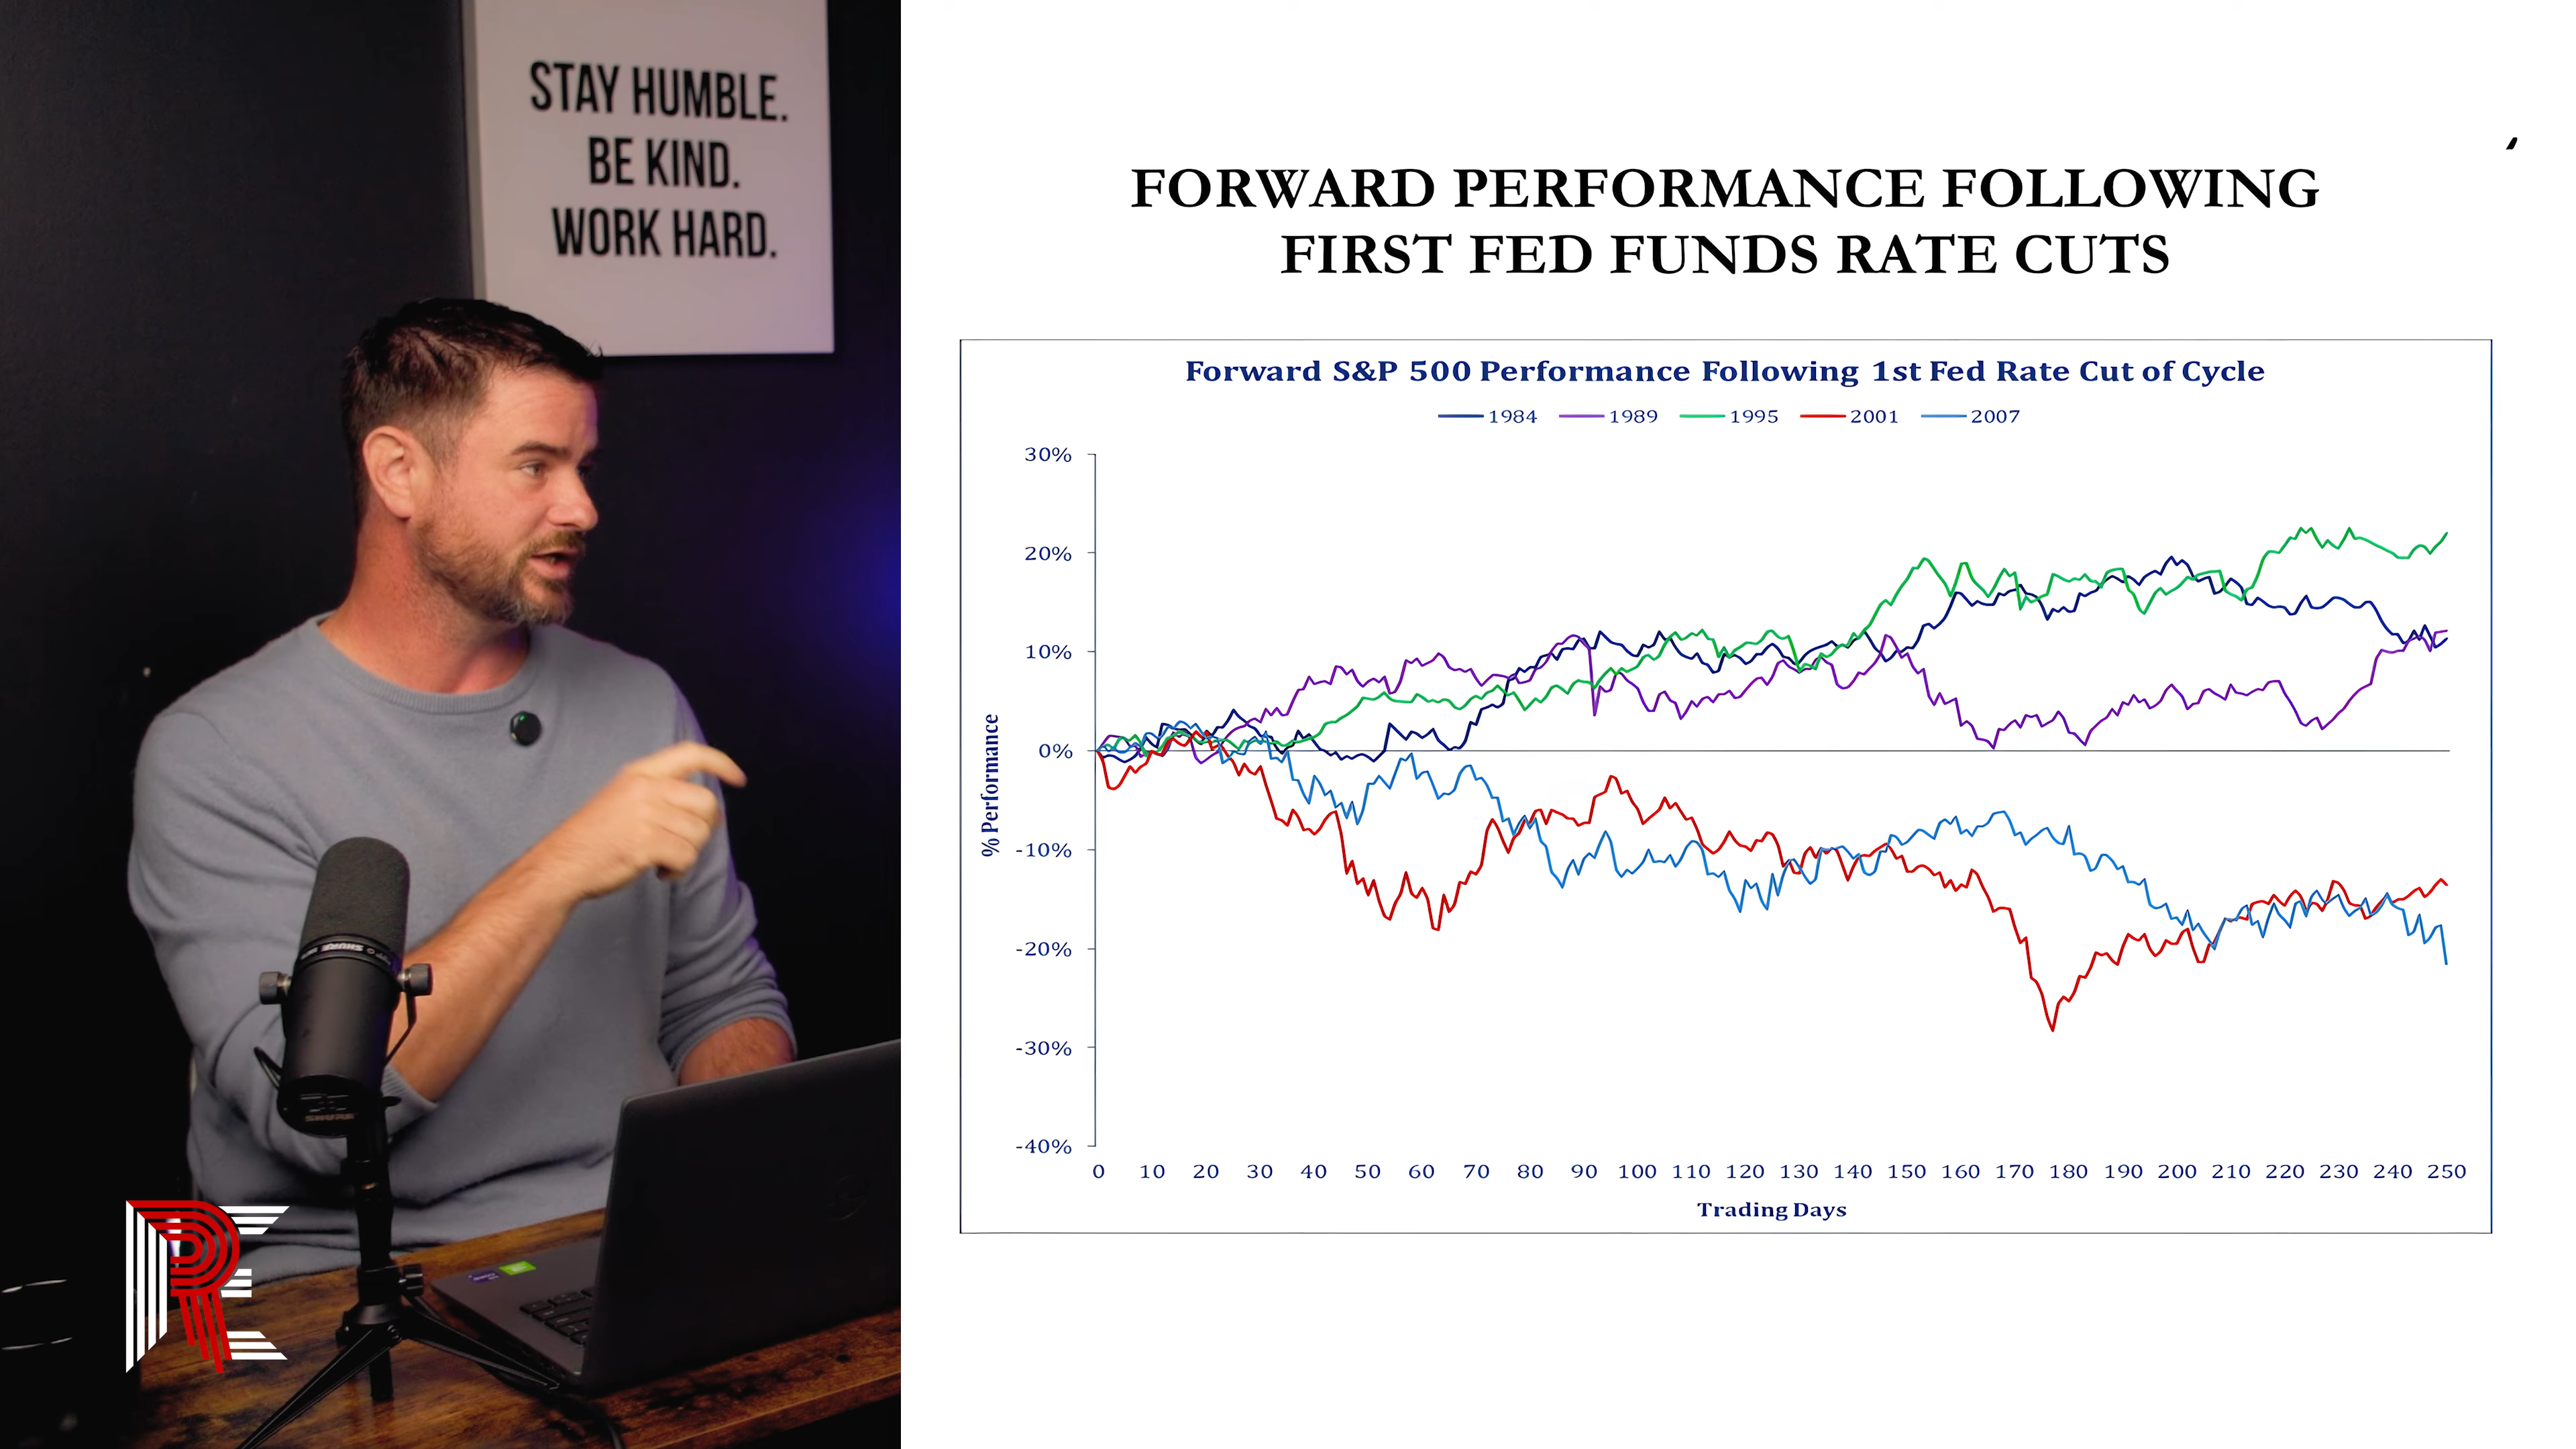 STAY HUMBLE.
BE KIND.
WORK HARD.
SHURE
FORWARD PERFORMANCE FOLLOWING
FIRST FED FUNDS RATE CUTS
Forward S&P 500 Performance Following 1st Fed Rate Cut of Cycle
1984 1989 1995 2001 2007
30%
20%
10%
0%
-10%
-20%
-30%
-40%
% Performance
0 10 20 30 40 50 60 70 80 90 100 110 120 130 140 150 160 170 180 190 200 210 220 230 240 250
Trading Days